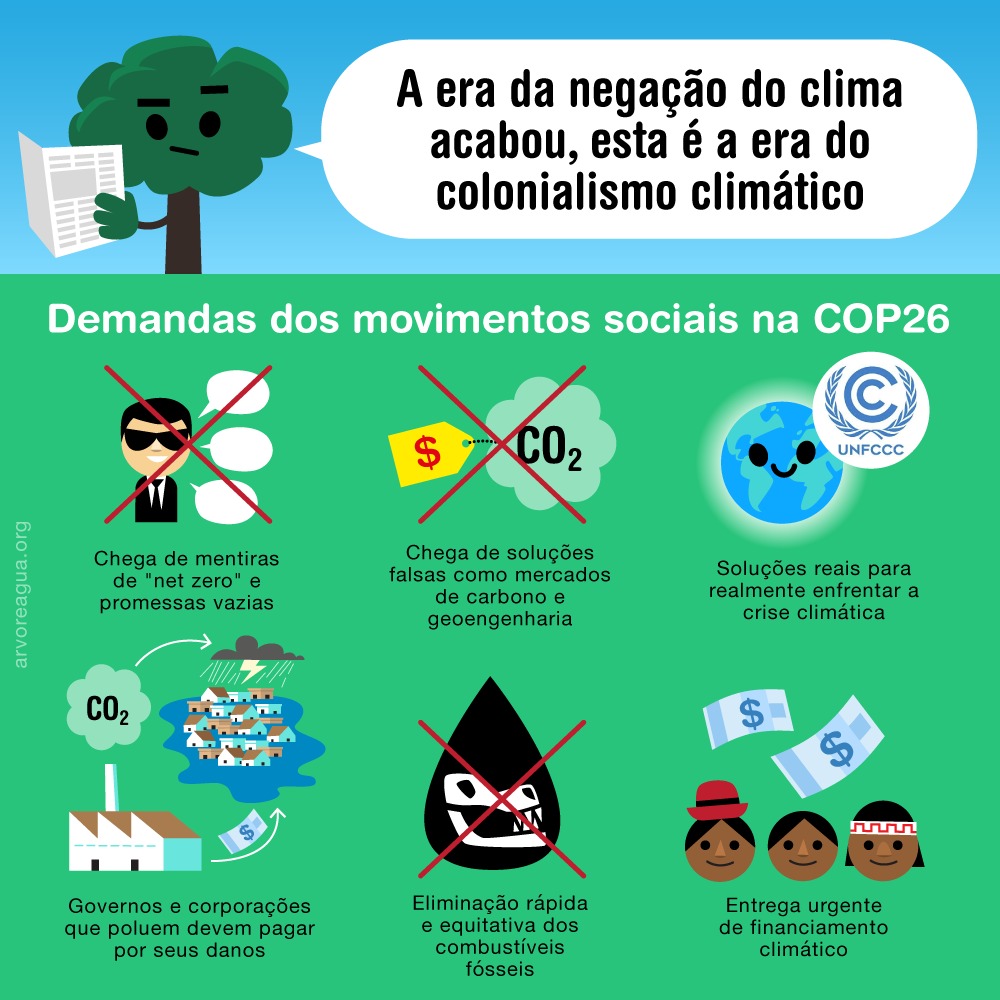 A era da negação do clima
acabou, esta é a era do
colonialismo climático
Demandas dos movimentos sociais na COP26
$
CO₂
UNFCCC
Chega de mentiras
de "net zero" e
promessas vazias
Chega de soluções
falsas como mercados
de carbono e
geoengenharia
Soluções reais para
realmente enfrentar a
crise climática
arvoreagua.org
CO₂
$
$
$
Governos e corporações
que poluem devem pagar
por seus danos
Eliminação rápida
e equitativa dos
combustíveis
fósseis
Entrega urgente
de financiamento
climático